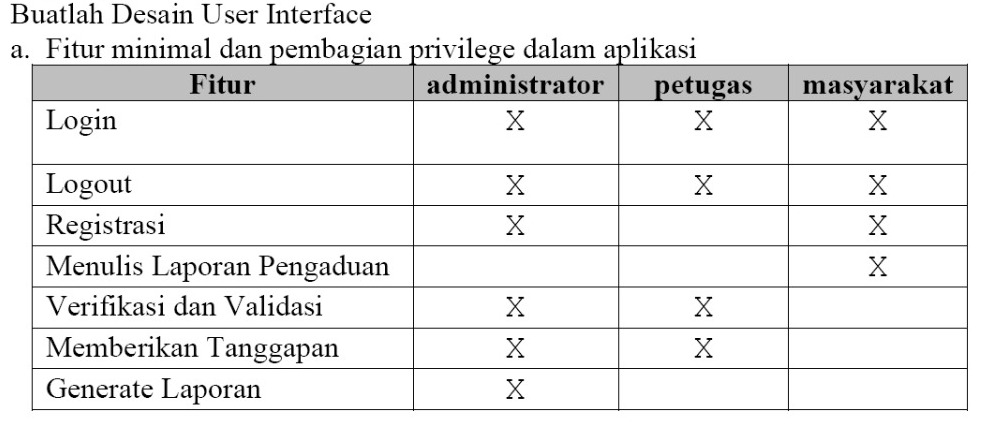 Buatlah Desain User Interface
a. Fitur minimal dan pembagian privilege dalam aplikasi
Fitur administrator petugas masyarakat
Login X X X
Logout X X X
Registrasi X X
Menulis Laporan Pengaduan X
Verifikasi dan Validasi X X
Memberikan Tanggapan X X
Generate Laporan X